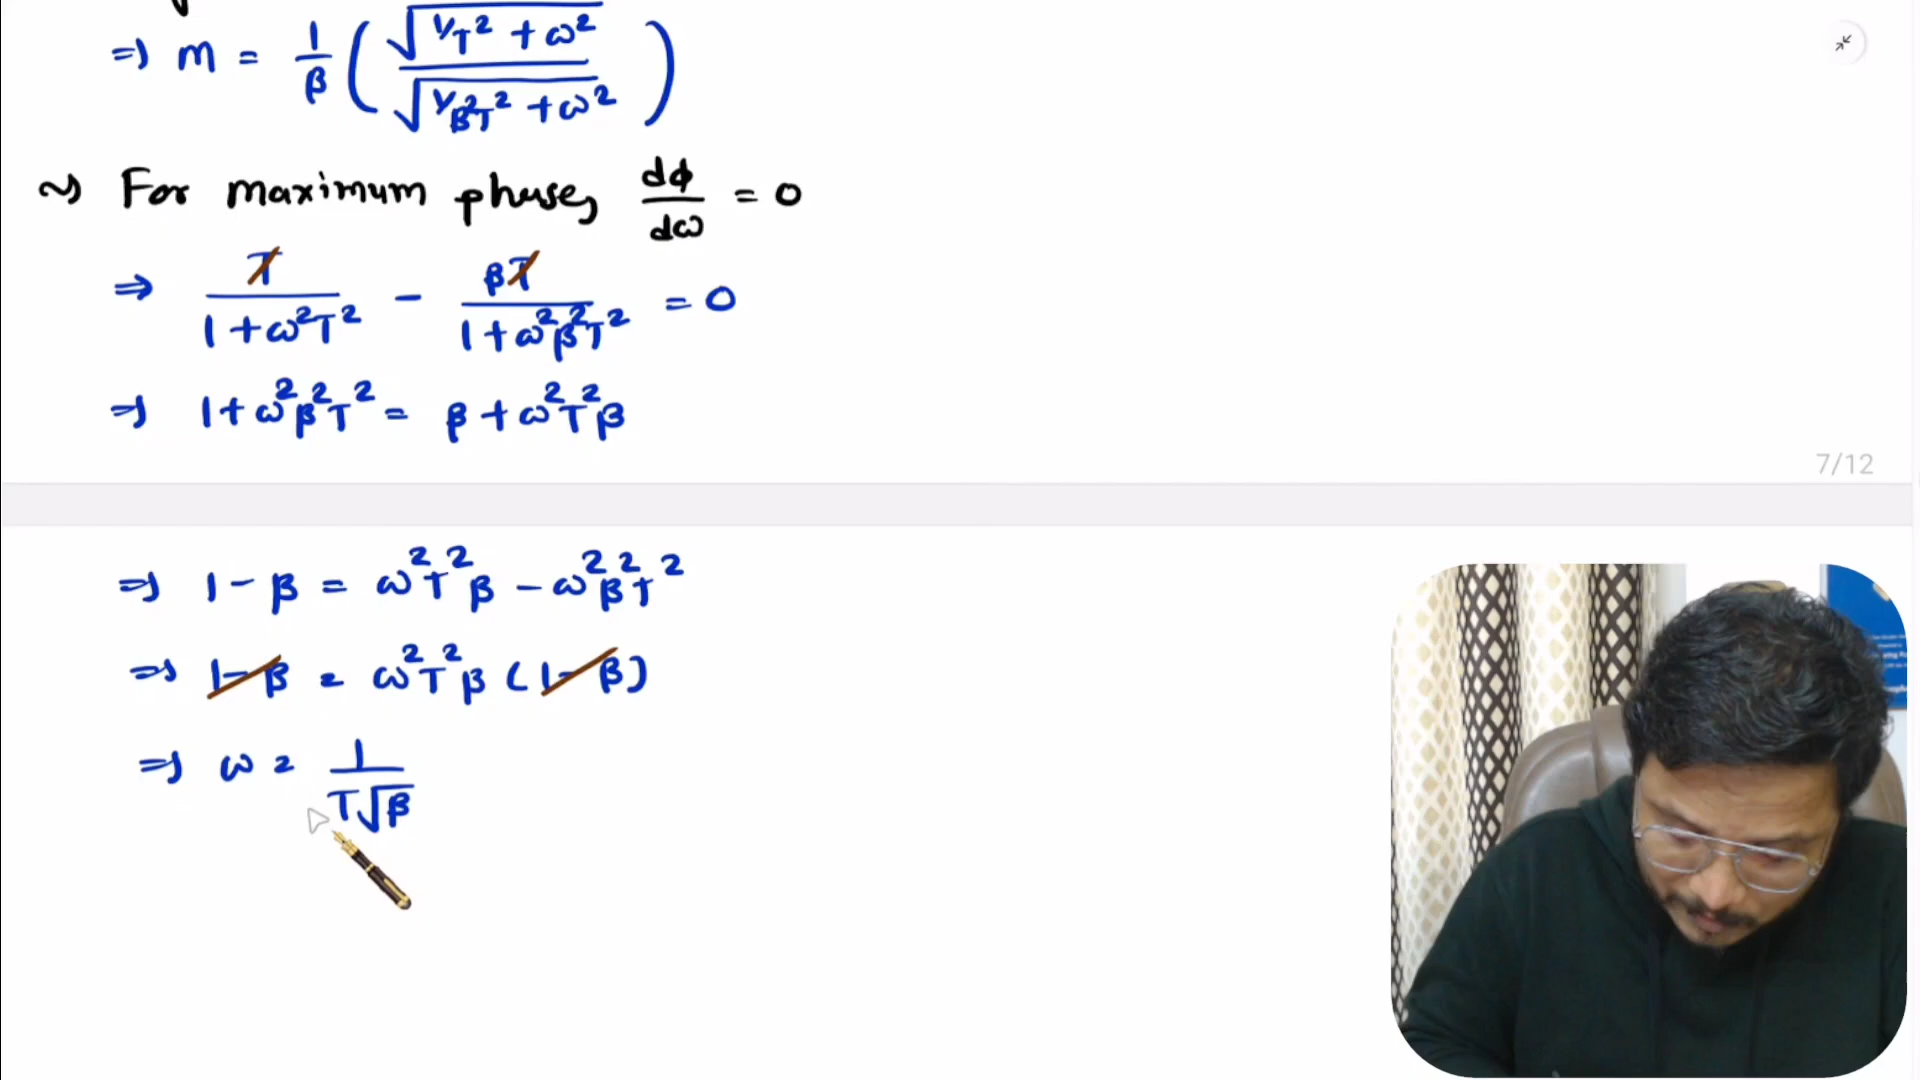 =) m = 1/β ( √(1/T² + ω²) / √(1/β²T² + ω²) )
~) For maximum phase, dϕ/dω = 0
⇒ T/(1+ω²T²) - βT/(1+ω²β²T²) = 0
=) 1+ω²β²T² = β+ω²T²β
7/12
=) 1-β = ω²T²β - ω²β²T²
=) 1-β = ω²T²β (1-β)
=) ω = 1/(T√β)